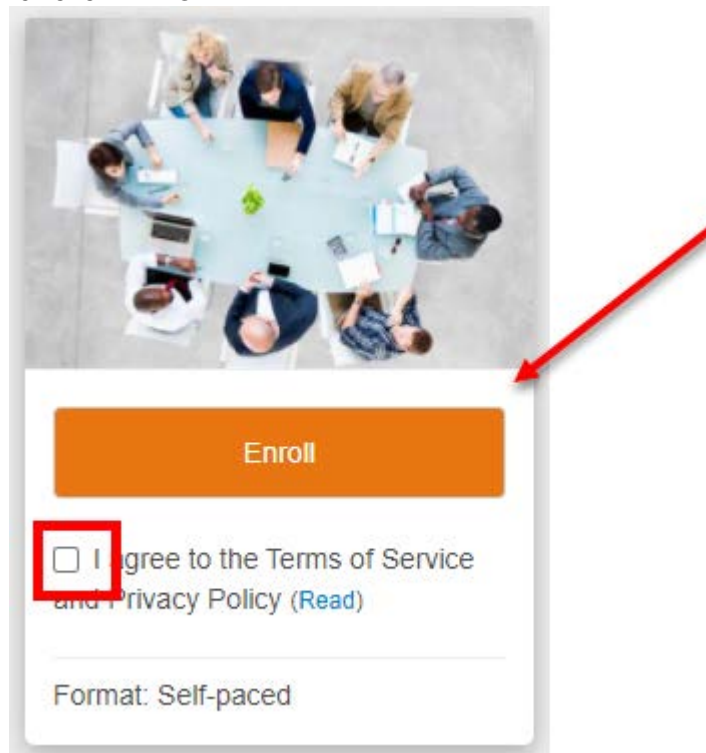 Enroll
I agree to the Terms of Service
and Privacy Policy (Read)
Format: Self-paced